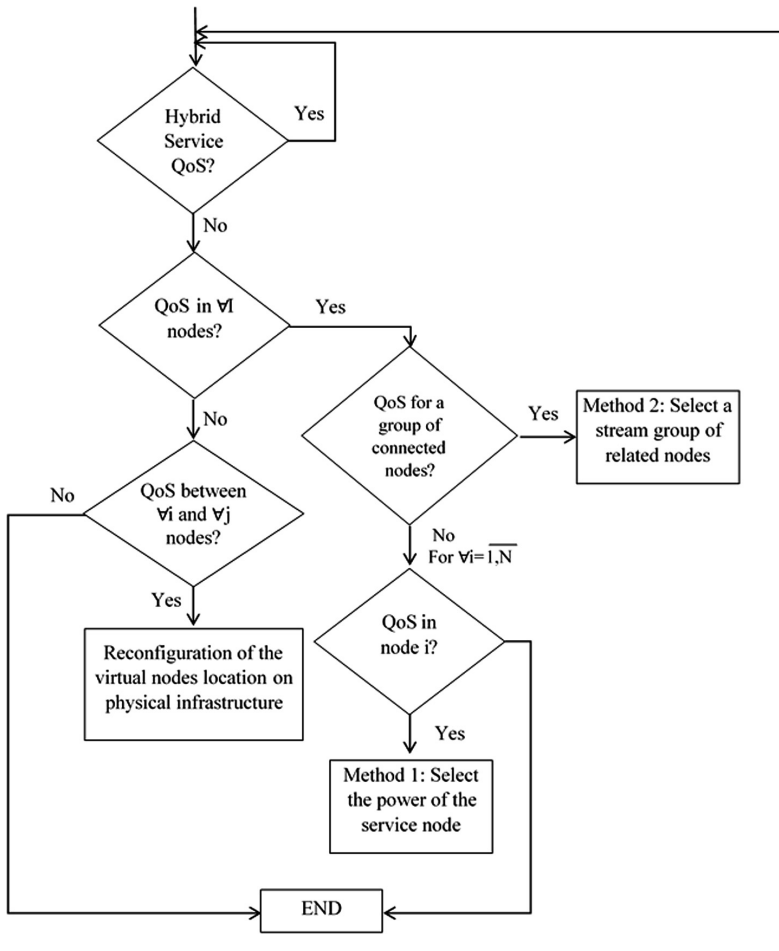 Hybrid
Service
QoS?
Yes
No
QoS in ∀I
nodes?
Yes
No
QoS for a
group of
connected
nodes?
Yes
Method 2: Select a
stream group of
related nodes
No
QoS between
∀i and ∀j
nodes?
No
For ∀i=1,N
Yes
QoS in
node i?
Reconfiguration of the
virtual nodes location on
physical infrastructure
Yes
Method 1: Select
the power of the
service node
END